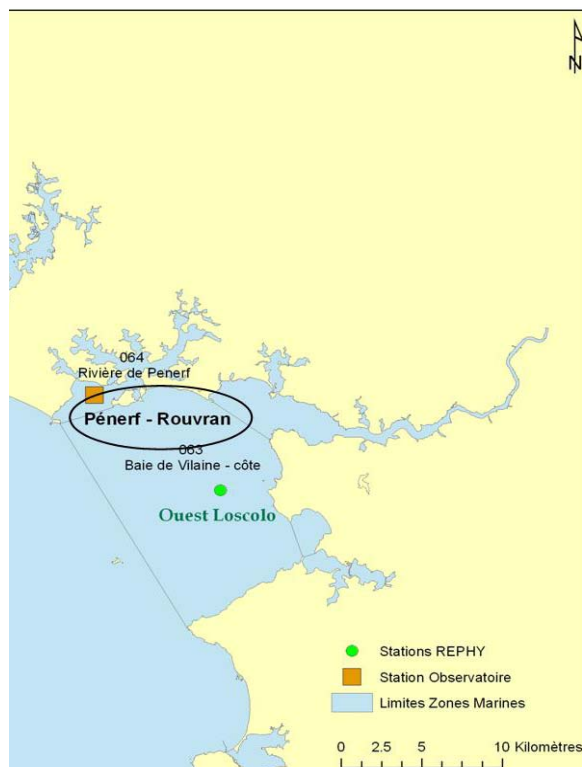 N
064
Rivière de Penerf
Pénerf - Rouvran
063
Baie de Vilaine - côte
Ouest Loscolo
Stations REPHY
Station Observatoire
Limites Zones Marines
0 2.5 5 10 Kilomètres